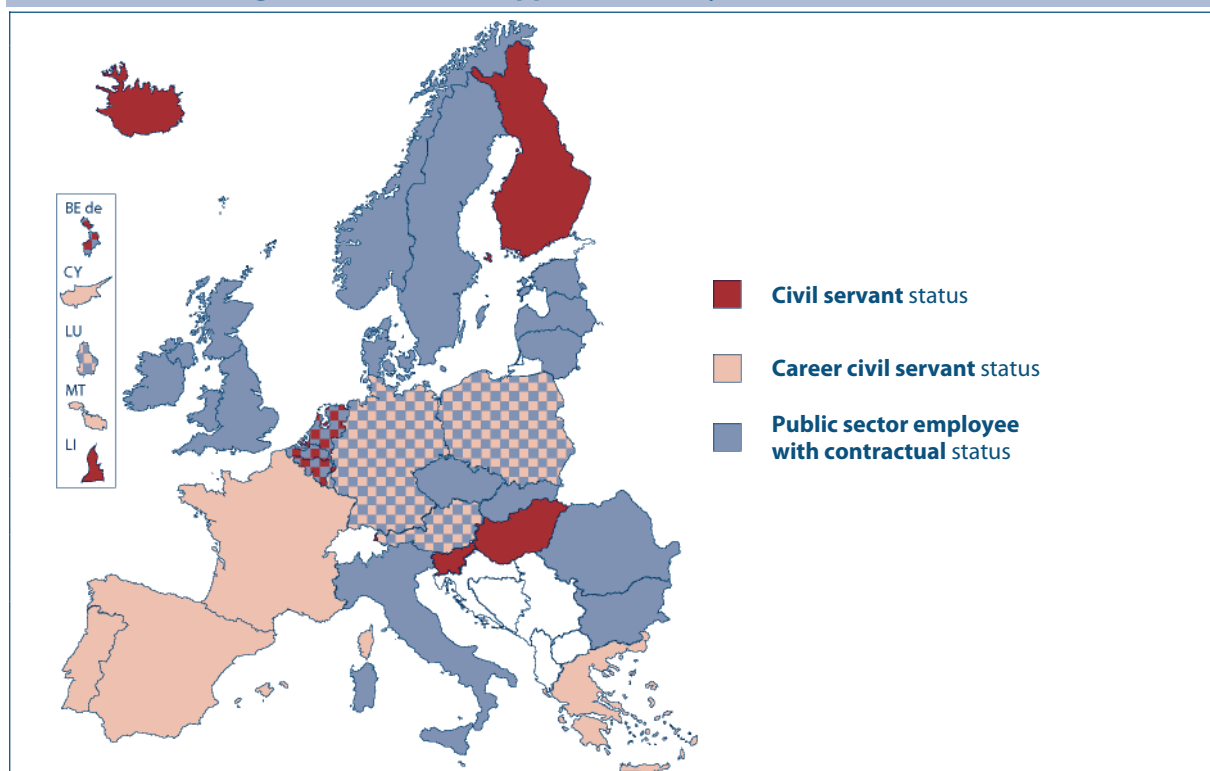 BE de
CY
LU
MT
LI
Civil servant status
Career civil servant status
Public sector employee
with contractual status